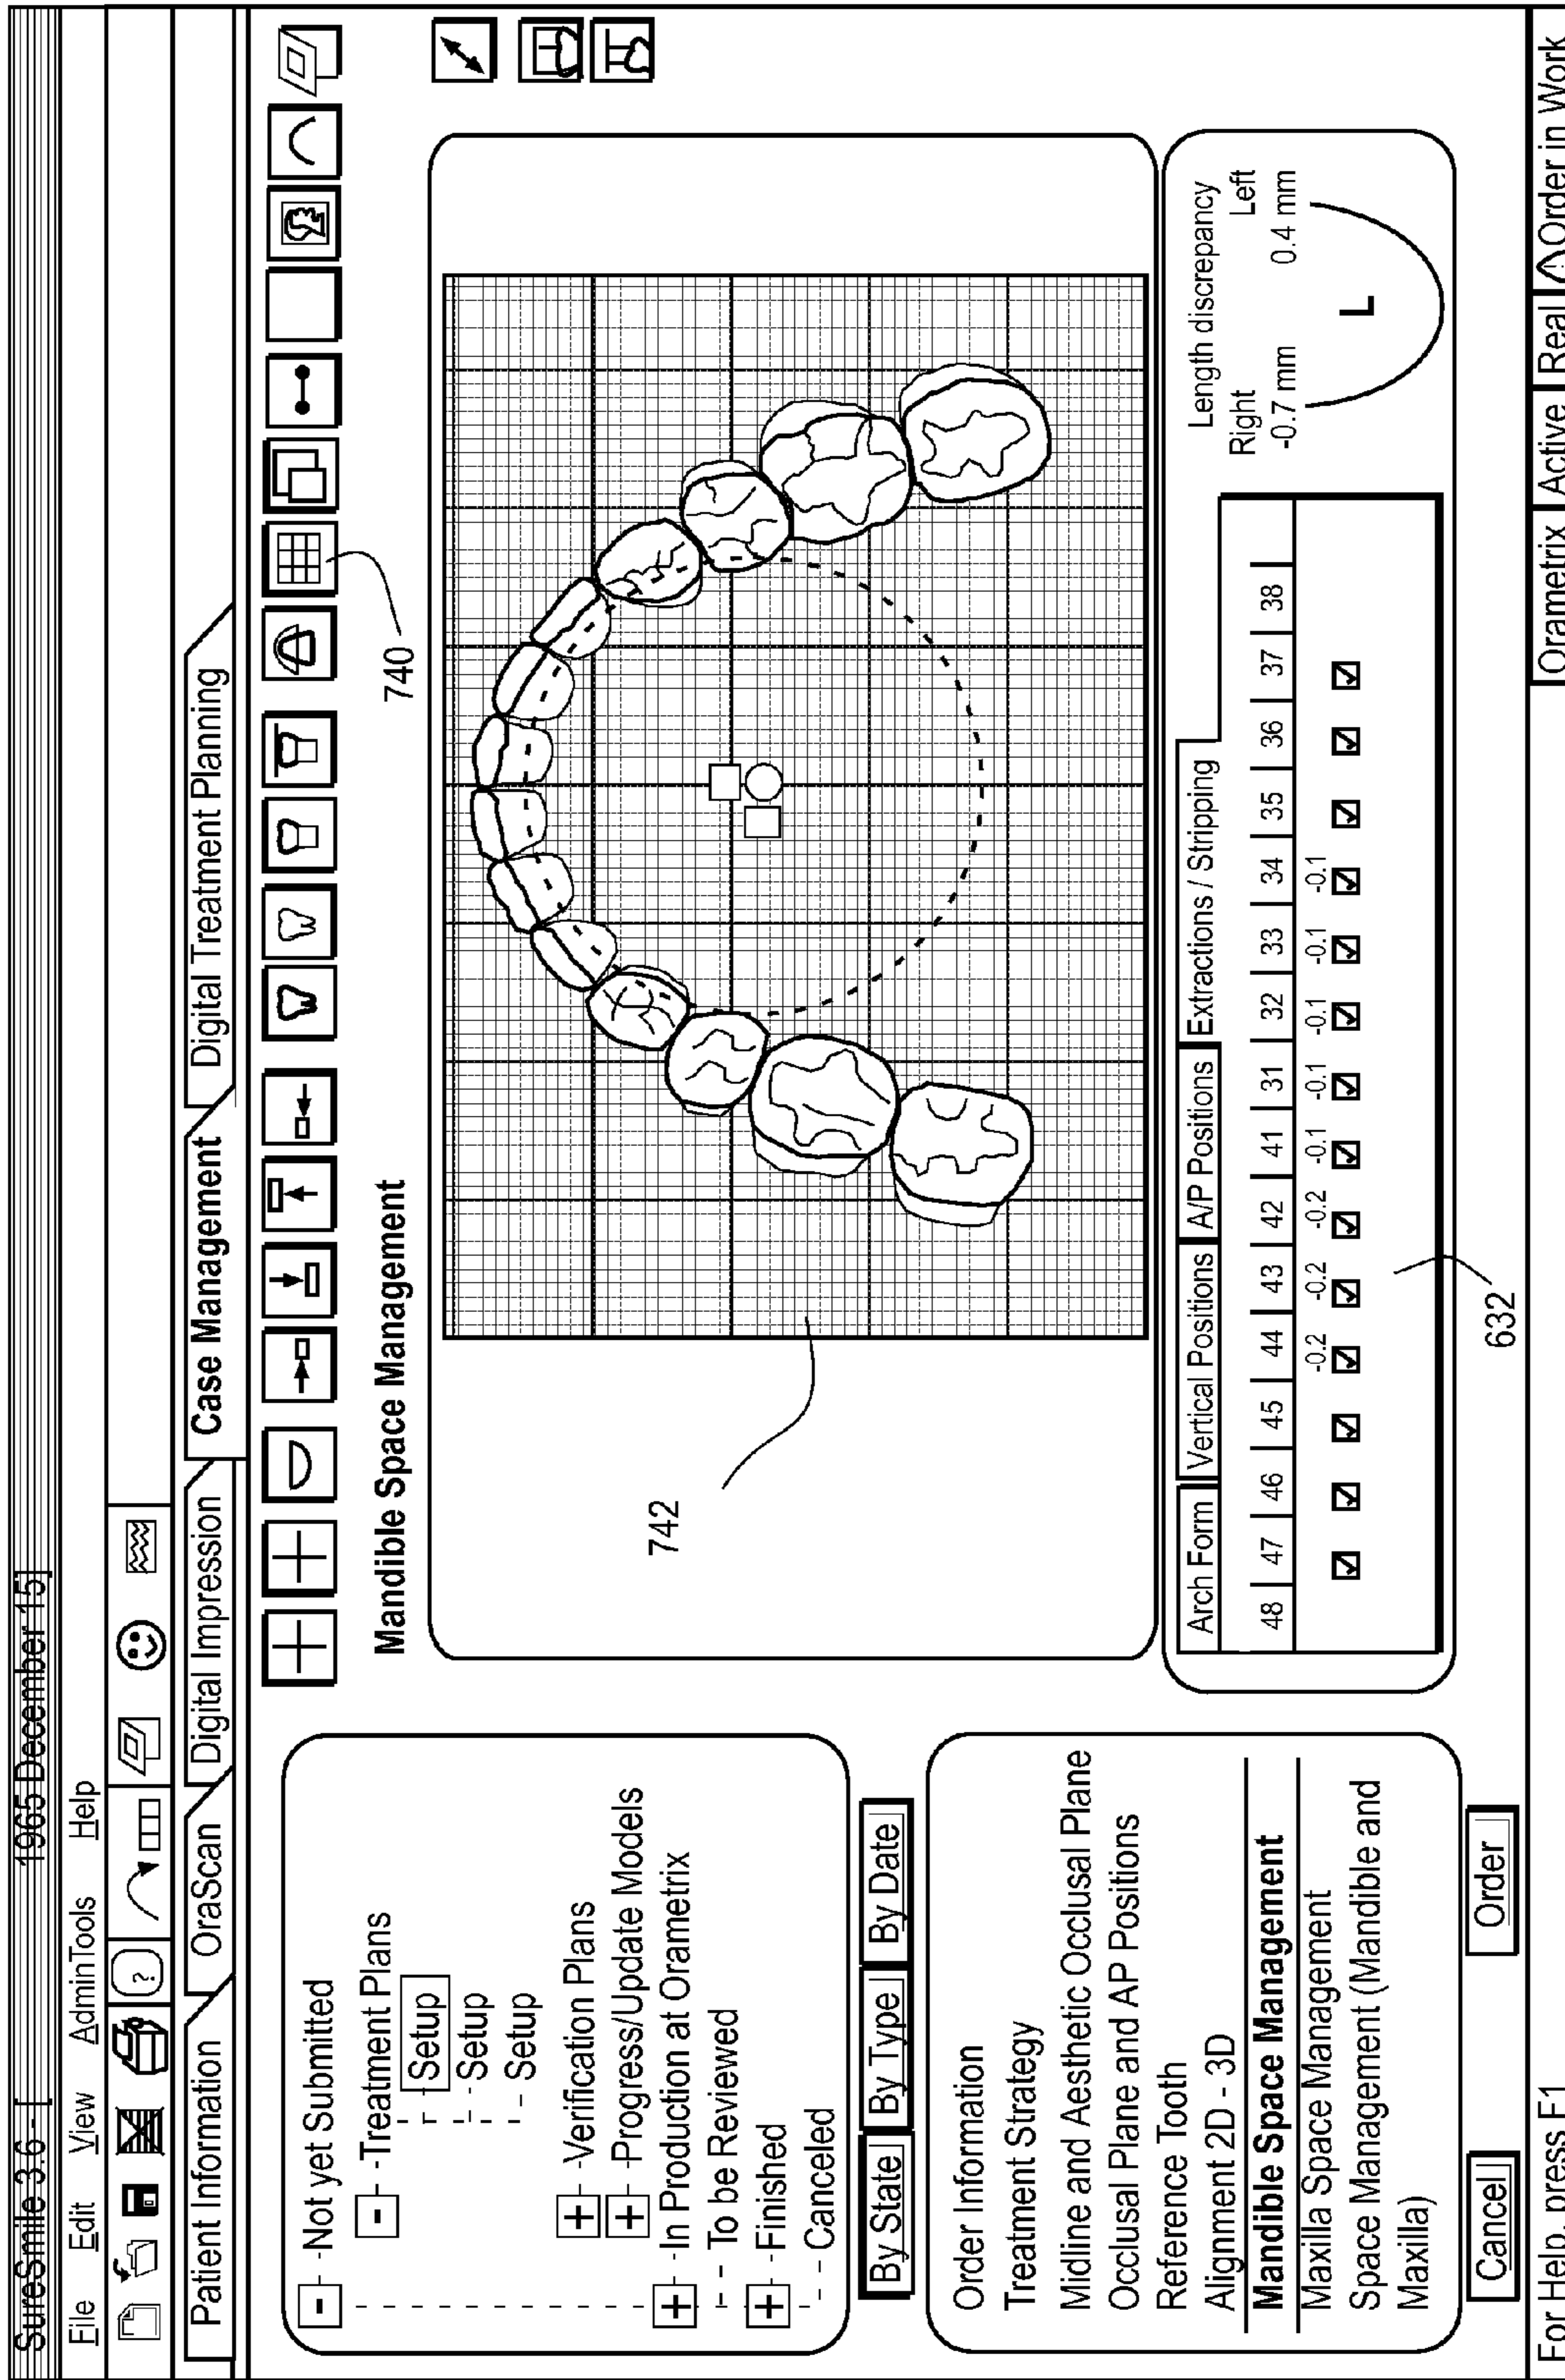 SureSmile 3.6 - [ 1965 December 15]
File Edit View AdminTools Help
?
Patient Information OraScan Digital Impression Case Management Digital Treatment Planning
Not yet Submitted
Treatment Plans
Setup
Setup
Setup
Verification Plans
Progress/Update Models
In Production at Orametrix
To be Reviewed
Finished
Canceled
By State By Type By Date
Order Information
Treatment Strategy
Midline and Aesthetic Occlusal Plane
Occlusal Plane and AP Positions
Reference Tooth
Alignment 2D - 3D
Mandible Space Management
Maxilla Space Management
Space Management (Mandible and
Maxilla)
Cancel Order
Mandible Space Management
740
742
Arch Form Vertical Positions A/P Positions Extractions / Stripping
48 47 46 45 44 43 42 41 31 32 33 34 35 36 37 38
-0.2 -0.2 -0.2 -0.1 -0.1 -0.1 -0.1 -0.1
632
Length discrepancy
Right Left
-0.7 mm 0.4 mm
L
For Help, press F1 Orametrix Active Real Order in Work